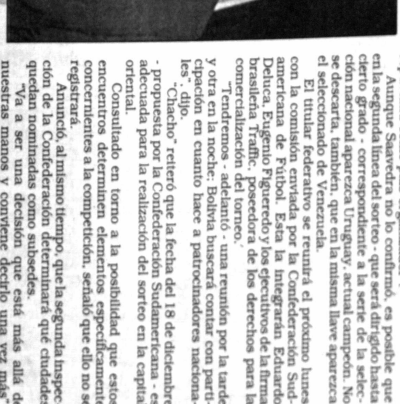 Aunque Saavedra no lo confirmó, es posible que
en la segunda línea del sorteo - que será dirigido hasta
cierto grado - correspondiente a la serie de la selec-
ción nacional aparezca Uruguay, actual campeón. No
se descarta, también, que en la misma llave aparezca
el seleccionado de Venezuela.
El titular federativo se reunirá el próximo lunes
con la comisión enviada por la Confederación Sud-
americana de Fútbol. Esta la integrarán Eduardo
Deluca, Eugenio Figueredo y los ejecutivos de la firma
brasileña Traffic, poseedora de los derechos para la
comercialización del torneo.
"Tendremos - adelantó - una reunión por la tarde
y otra en la noche; Bolivia buscará contar con parti-
cipación en cuanto hace a patrocinadores naciona-
les", dijo.
"Chacho" reiteró que la fecha del 18 de diciembre
- propuesta por la Confederación Sudamericana - es
adecuada para la realización del sorteo en la capital
oriental.
Consultado en torno a la posibilidad que estos
encuentros determinen elementos específicamente
concernientes a la competición, señaló que ello no se
registrará.
Anunció, al mismo tiempo, que la segunda inspec-
ción de la Confederación determinará qué ciudades
quedan nominadas como subsedes.
"Va a ser una decisión que está más allá de
nuestras manos y conviene decirlo una vez más"